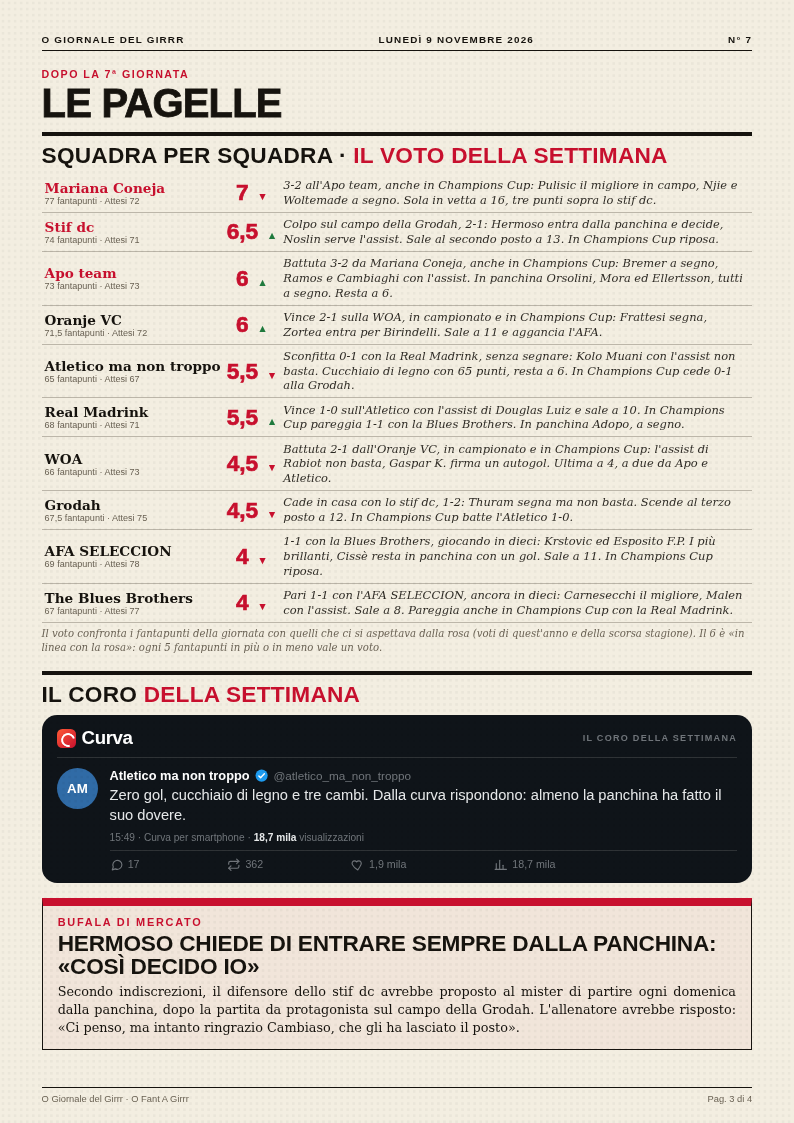 O GIORNALE DEL GIRRR LUNEDÌ 9 NOVEMBRE 2026 N° 7
DOPO LA 7ª GIORNATA
LE PAGELLE
SQUADRA PER SQUADRA · IL VOTO DELLA SETTIMANA
Mariana Coneja
77 fantapunti · Attesi 72
7 ▼
3-2 all'Apo team, anche in Champions Cup: Pulisic il migliore in campo, Njie e
Woltemade a segno. Sola in vetta a 16, tre punti sopra lo stif dc.
Stif dc
74 fantapunti · Attesi 71
6,5 ▲
Colpo sul campo della Grodah, 2-1: Hermoso entra dalla panchina e decide,
Noslin serve l'assist. Sale al secondo posto a 13. In Champions Cup riposa.
Apo team
73 fantapunti · Attesi 73
6 ▲
Battuta 3-2 da Mariana Coneja, anche in Champions Cup: Bremer a segno,
Ramos e Cambiaghi con l'assist. In panchina Orsolini, Mora ed Ellertsson, tutti
a segno. Resta a 6.
Oranje VC
71,5 fantapunti · Attesi 72
6 ▲
Vince 2-1 sulla WOA, in campionato e in Champions Cup: Frattesi segna,
Zortea entra per Birindelli. Sale a 11 e aggancia l'AFA.
Atletico ma non troppo
65 fantapunti · Attesi 67
5,5 ▼
Sconfitta 0-1 con la Real Madrink, senza segnare: Kolo Muani con l'assist non
basta. Cucchiaio di legno con 65 punti, resta a 6. In Champions Cup cede 0-1
alla Grodah.
Real Madrink
68 fantapunti · Attesi 71
5,5 ▲
Vince 1-0 sull'Atletico con l'assist di Douglas Luiz e sale a 10. In Champions
Cup pareggia 1-1 con la Blues Brothers. In panchina Adopo, a segno.
WOA
66 fantapunti · Attesi 73
4,5 ▼
Battuta 2-1 dall'Oranje VC, in campionato e in Champions Cup: l'assist di
Rabiot non basta, Gaspar K. firma un autogol. Ultima a 4, a due da Apo e
Atletico.
Grodah
67,5 fantapunti · Attesi 75
4,5 ▼
Cade in casa con lo stif dc, 1-2: Thuram segna ma non basta. Scende al terzo
posto a 12. In Champions Cup batte l'Atletico 1-0.
AFA SELECCION
69 fantapunti · Attesi 78
4 ▼
1-1 con la Blues Brothers, giocando in dieci: Krstovic ed Esposito F.P. I più
brillanti, Cissè resta in panchina con un gol. Sale a 11. In Champions Cup
riposa.
The Blues Brothers
67 fantapunti · Attesi 77
4 ▼
Pari 1-1 con l'AFA SELECCION, ancora in dieci: Carnesecchi il migliore, Malen
con l'assist. Sale a 8. Pareggia anche in Champions Cup con la Real Madrink.
Il voto confronta i fantapunti della giornata con quelli che ci si aspettava dalla rosa (voti di quest'anno e della scorsa stagione). Il 6 è «in
linea con la rosa»; ogni 5 fantapunti in più o in meno vale un voto.
IL CORO DELLA SETTIMANA
Curva IL CORO DELLA SETTIMANA
AM
Atletico ma non troppo @atletico_ma_non_troppo
Zero gol, cucchiaio di legno e tre cambi. Dalla curva rispondono: almeno la panchina ha fatto il
suo dovere.
15:49 · Curva per smartphone · 18,7 mila visualizzazioni
17 362 1,9 mila 18,7 mila
BUFALA DI MERCATO
HERMOSO CHIEDE DI ENTRARE SEMPRE DALLA PANCHINA:
«COSÌ DECIDO IO»
Secondo indiscrezioni, il difensore dello stif dc avrebbe proposto al mister di partire ogni domenica
dalla panchina, dopo la partita da protagonista sul campo della Grodah. L'allenatore avrebbe risposto:
«Ci penso, ma intanto ringrazio Cambiaso, che gli ha lasciato il posto».
O Giornale del Girrr · O Fant A Girrr Pag. 3 di 4